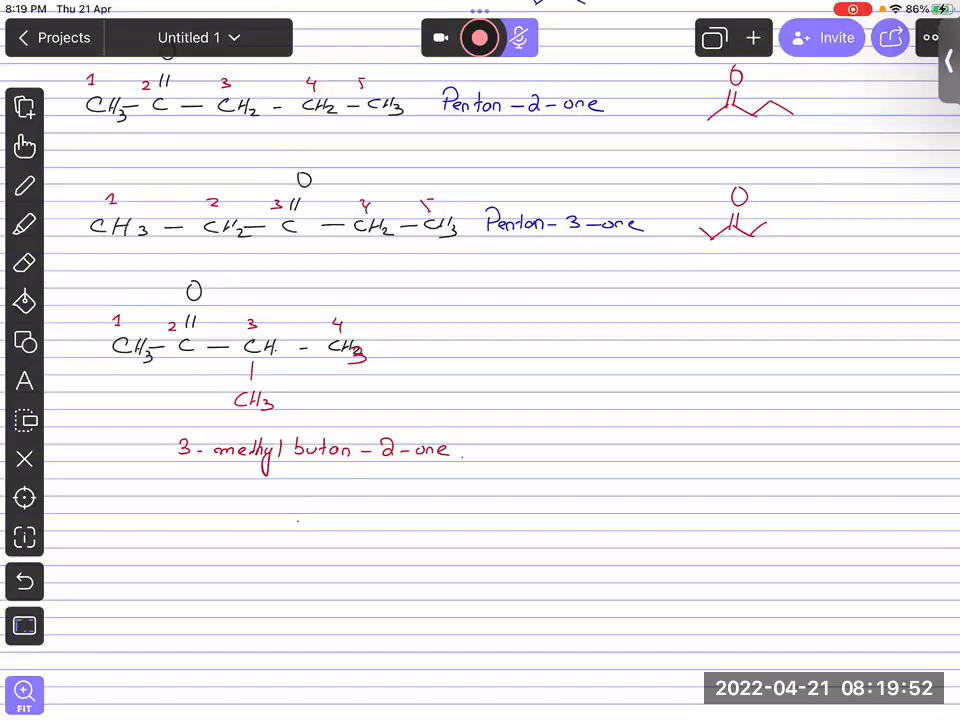 8:19 PM Thu 21 Apr
86%
Projects
Untitled 1
Invite
1 2 || 3 4 5
CH3 – C – CH2 - CH2 – CH3 Penton – 2 – one
O
O
1 2 3 || 4 5
CH3 – CH2 – C – CH2 – CH3 Penton – 3 – one
O
O
1 2 || 3 4
CH3 – C – CH - CH3
|
CH3
3 - methyl buton – 2 – one .
A
FIT
2022-04-21 08:19:52